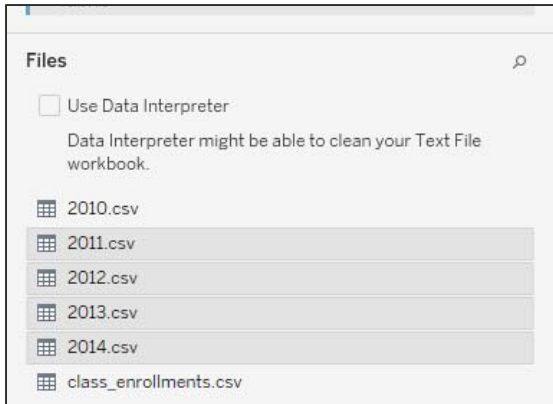 Files
Use Data Interpreter
Data Interpreter might be able to clean your Text File
workbook.
2010.csv
2011.csv
2012.csv
2013.csv
2014.csv
class_enrollments.csv